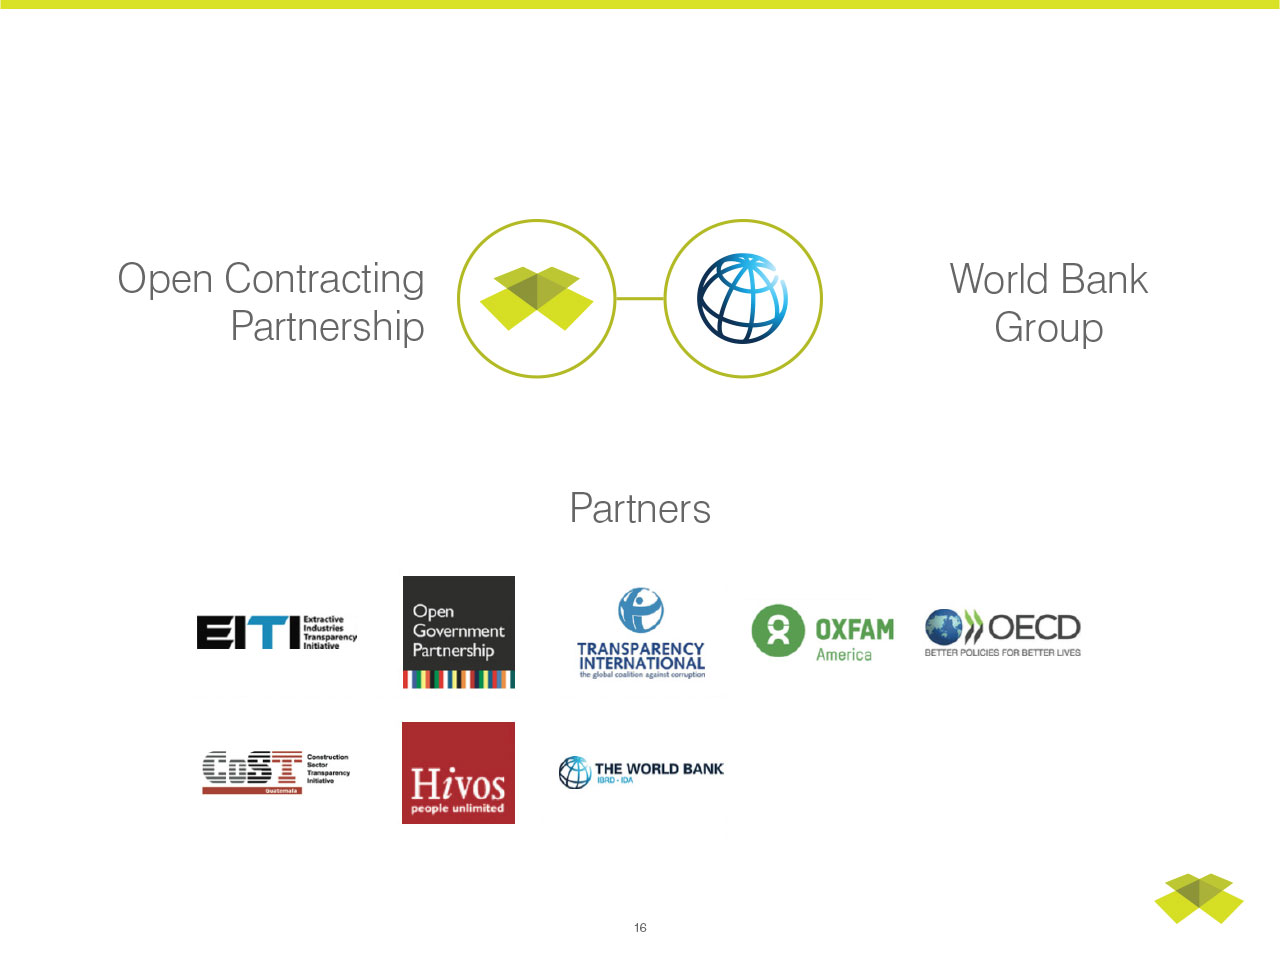 Open Contracting
Partnership
World Bank
Group
Partners
EITI
Extractive
Industries
Transparency
Initiative
Open
Government
Partnership
TRANSPARENCY
INTERNATIONAL
the global coalition against corruption
OXFAM
America
OECD
BETTER POLICIES FOR BETTER LIVES
CoST
Construction
Sector
Transparency
Initiative
Guatemala
Hivos
people unlimited
THE WORLD BANK
IBRD - IDA
16